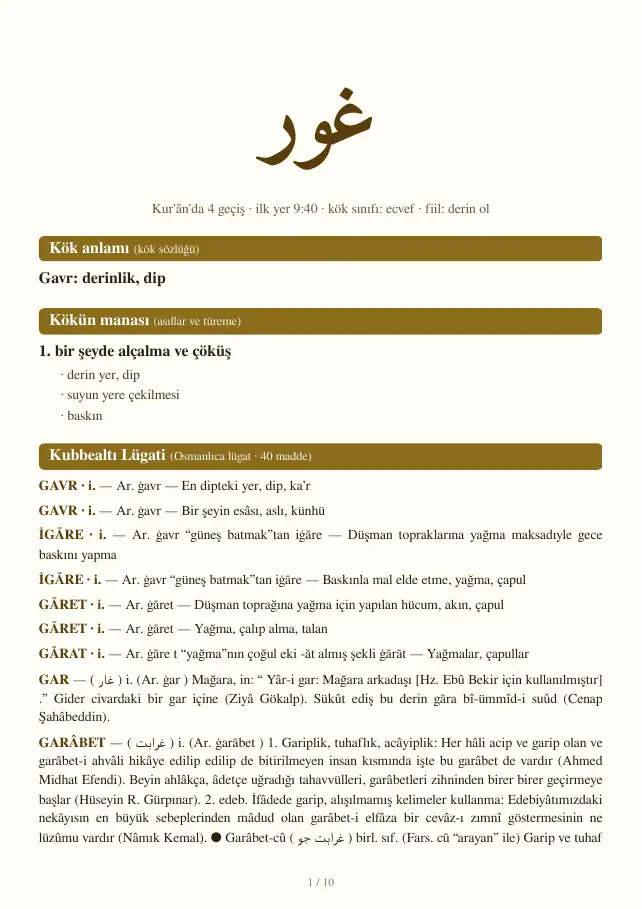 غور
Kur'ân'da 4 geçiş · ilk yer 9:40 · kök sınıfı: ecvef · fiil: derin ol
Kök anlamı (kök sözlüğü)
Gavr: derinlik, dip
Kökün manası (asıllar ve türeme)
1. bir şeyde alçalma ve çöküş
· derin yer, dip
· suyun yere çekilmesi
· baskın
Kubbealtı Lügati (Osmanlıca lügat · 40 madde)
GAVR · i. — Ar. ġavr — En dipteki yer, dip, ka'r
GAVR · i. — Ar. ġavr — Bir şeyin esâsı, aslı, künhü
İGĀRE · i. — Ar. ġavr “güneş batmak”tan iġāre — Düşman topraklarına yağma maksadıyle gece
baskını yapma
İGĀRE · i. — Ar. ġavr “güneş batmak”tan iġāre — Baskınla mal elde etme, yağma, çapul
GĀRET · i. — Ar. ġāret — Düşman toprağına yağma için yapılan hücum, akın, çapul
GĀRET · i. — Ar. ġāret — Yağma, çalıp alma, talan
GĀRAT · i. — Ar. ġāre t “yağma”nın çoğul eki -āt almış şekli ġārāt — Yağmalar, çapullar
GAR — ( غار ) i. (Ar. ġar ) Mağara, in: “ Yâr-i gar: Mağara arkadaşı [Hz. Ebû Bekir için kullanılmıştır]
.” Gider civardaki bir gar içine (Ziyâ Gökalp). Sükût ediş bu derin gāra bî-ümmîd-i suûd (Cenap
Şahâbeddin).
GARÂBET — ( غرابت ) i. (Ar. ġarābet ) 1. Gariplik, tuhaflık, acâyiplik: Her hâli acip ve garip olan ve
garâbet-i ahvâli hikâye edilip edilip de bitirilmeyen insan kısmında işte bu garâbet de vardır (Ahmed
Midhat Efendi). Beyin ahlâkça, âdetçe uğradığı tahavvülleri, garâbetleri zihninden birer birer geçirmeye
başlar (Hüseyin R. Gürpınar). 2. edeb. İfâdede garip, alışılmamış kelimeler kullanma: Edebiyâtımızdaki
nekāyısın en büyük sebeplerinden mâdud olan garâbet-i elfâza bir cevâz-ı zımnî göstermesinin ne
lüzûmu vardır (Nâmık Kemal). ● Garâbet-cû ( غرابت جو ) birl. sıf. (Fars. cū “arayan” ile) Garip ve tuhaf
1 / 10